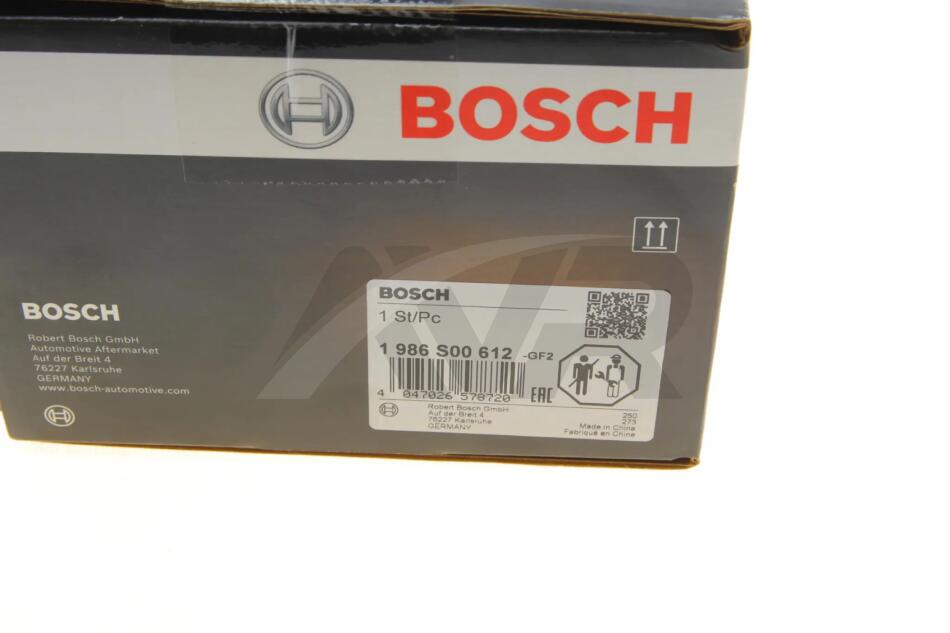 BOSCH
BOSCH
Robert Bosch GmbH
Automotive Aftermarket
Auf der Breit 4
76227 Karlsruhe
GERMANY
www.bosch-automotive.com
BOSCH
1 St/Pc
1 986 S00 612 -GF2
4 047026 578720
EAC
Robert Bosch GmbH
Auf der Breit 4
76227 Karlsruhe
GERMANY
250
273
Made in China
Fabriqué en Chine
AVR